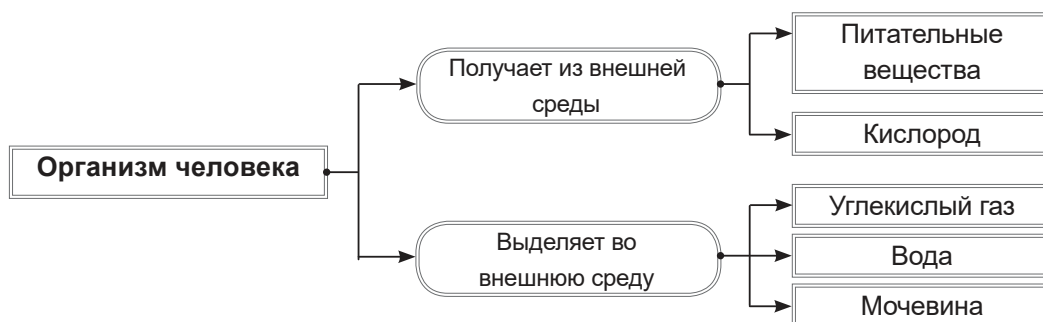 Организм человека
Получает из внешней
среды
Питательные
вещества
Кислород
Выделяет во
внешнюю среду
Углекислый газ
Вода
Мочевина